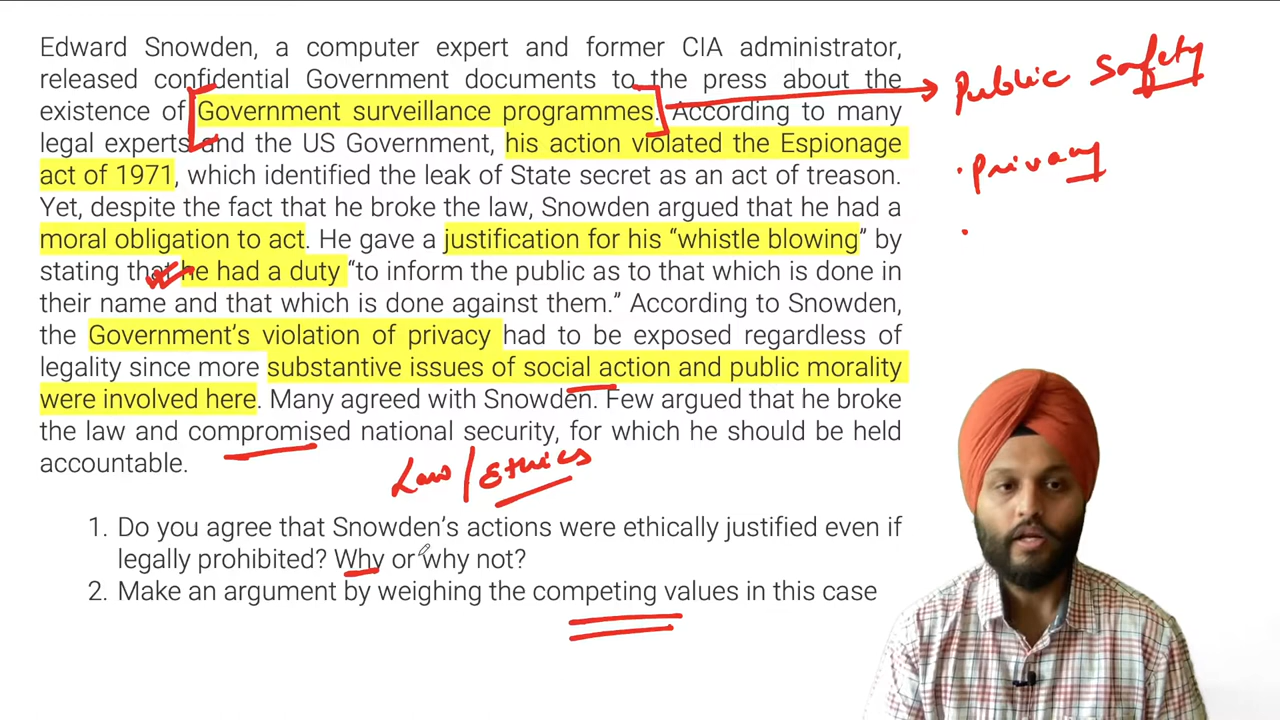 Edward Snowden, a computer expert and former CIA administrator,
released confidential Government documents to the press about the
existence of Government surveillance programmes. According to many
legal experts and the US Government, his action violated the Espionage
act of 1971, which identified the leak of State secret as an act of treason.
Yet, despite the fact that he broke the law, Snowden argued that he had a
moral obligation to act. He gave a justification for his “whistle blowing” by
stating that he had a duty “to inform the public as to that which is done in
their name and that which is done against them.” According to Snowden,
the Government’s violation of privacy had to be exposed regardless of
legality since more substantive issues of social action and public morality
were involved here. Many agreed with Snowden. Few argued that he broke
the law and compromised national security, for which he should be held
accountable.
Public Safety
· Privacy
·
Law/Ethics
1. Do you agree that Snowden’s actions were ethically justified even if
legally prohibited? Why or why not?
2. Make an argument by weighing the competing values in this case